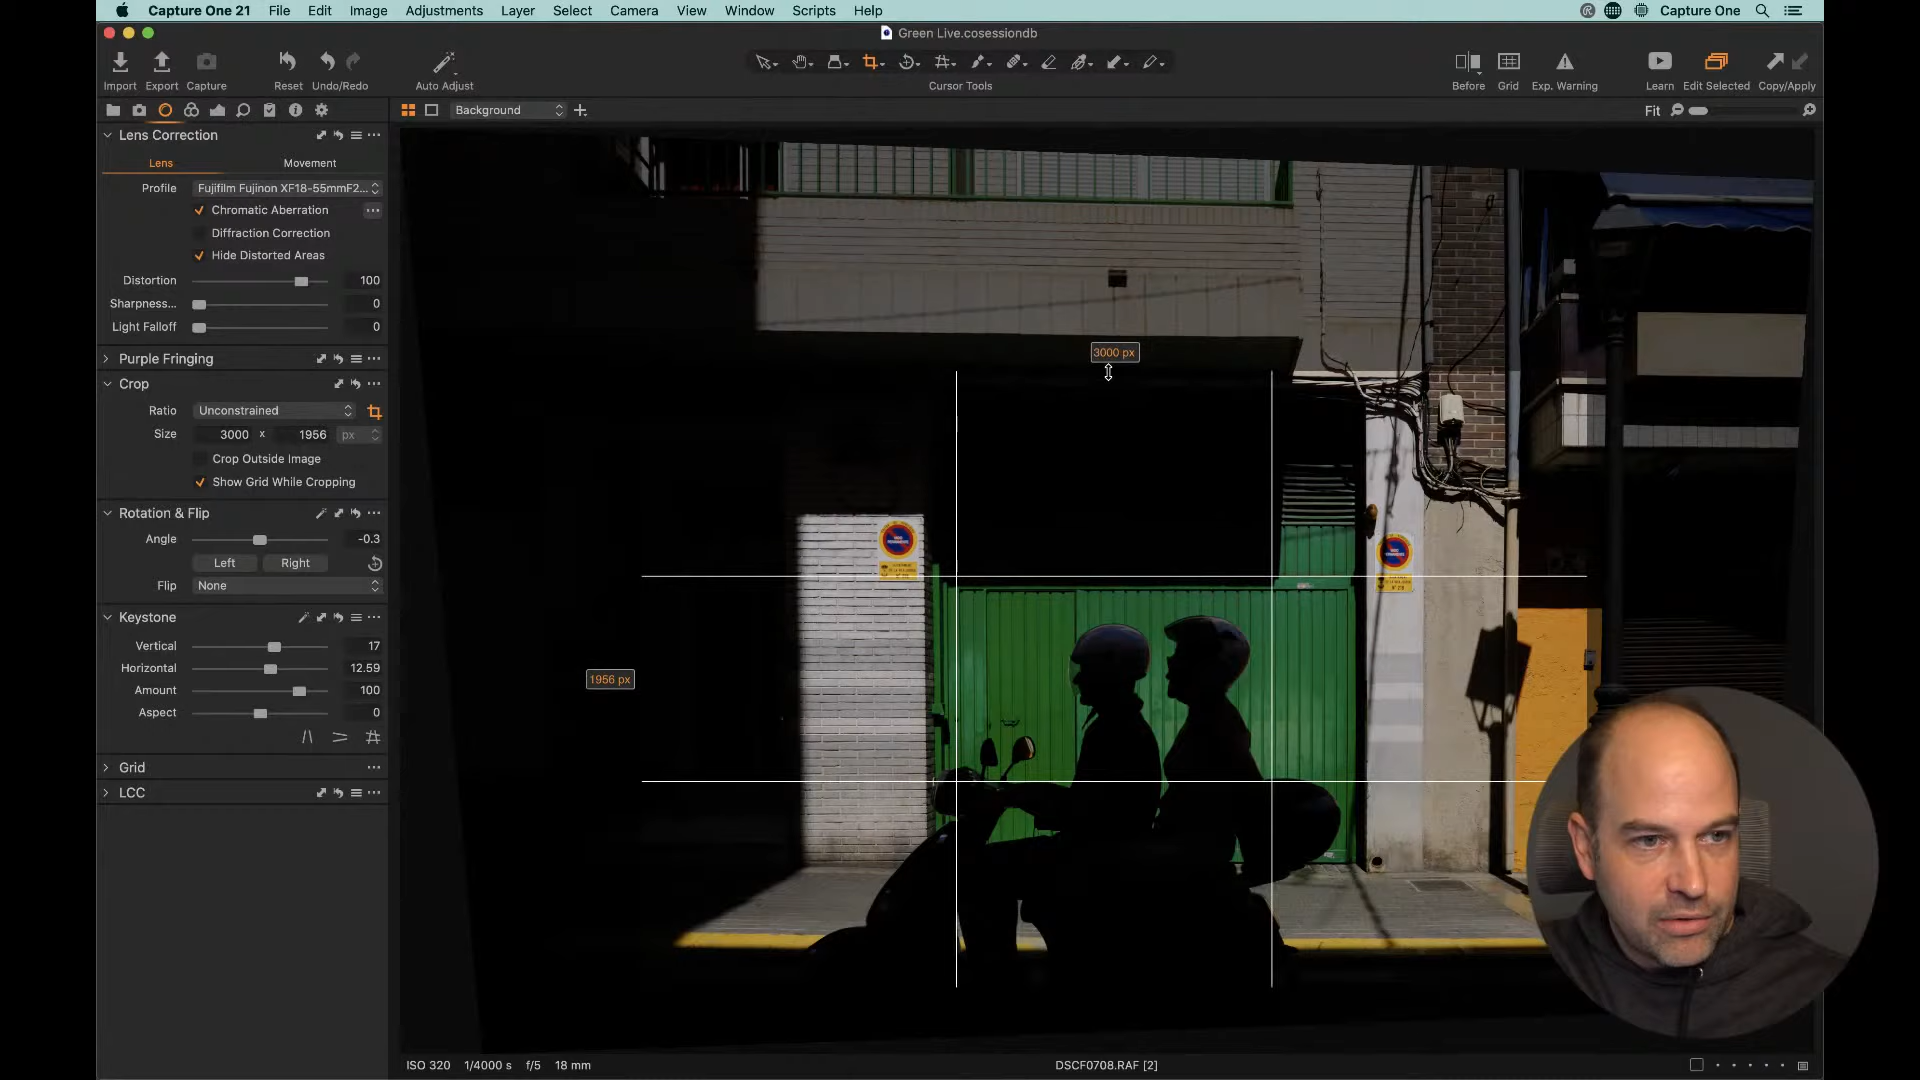 Capture One 21 File Edit Image Adjustments Layer Select Camera View Window Scripts Help Capture One
Green Live.cosessiondb
Import Export Capture Reset Undo/Redo Auto Adjust Cursor Tools Before Grid Exp. Warning Learn Edit Selected Copy/Apply
Background Fit
Lens Correction
Lens Movement
Profile Fujifilm Fujinon XF18-55mmF2...
Chromatic Aberration
Diffraction Correction
Hide Distorted Areas
Distortion 100
Sharpness... 0
Light Falloff 0
Purple Fringing
Crop
Ratio Unconstrained
Size 3000 x 1956 px
Crop Outside Image
Show Grid While Cropping
Rotation & Flip
Angle -0.3
Left Right
Flip None
Keystone
Vertical 17
Horizontal 12.59
Amount 100
Aspect 0
Grid
LCC
3000 px
1956 px
ISO 320 1/4000 s f/5 18 mm DSCF0708.RAF [2]